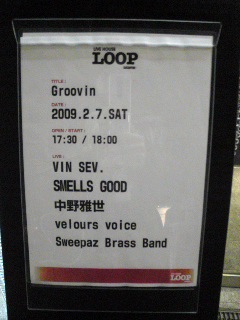 LIVE HOUSE
LOOP
TITLE:
Groovin
DATE:
2009.2.7.SAT
OPEN / START:
17:30 / 18:00
LIVE:
VIN SEV.
SMELLS GOOD
中野雅世
velours voice
Sweepaz Brass Band
LOOP